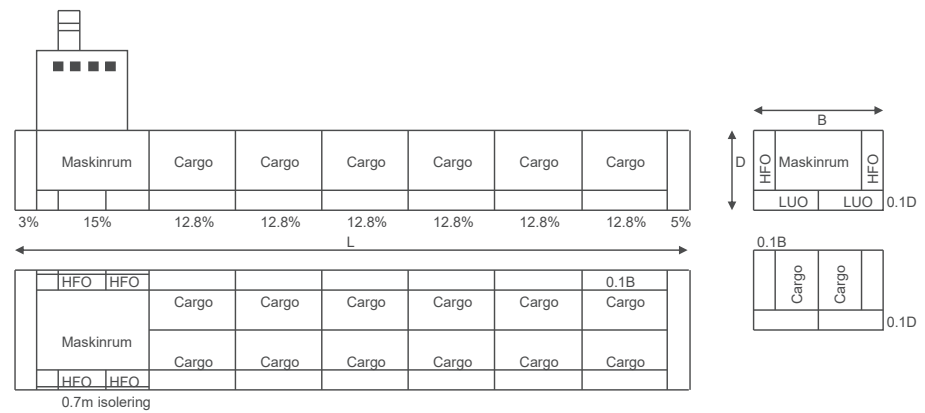 B
Maskinrum Cargo Cargo Cargo Cargo Cargo Cargo
D
HFO Maskinrum HFO
LUO LUO 0.1D
3% 15% 12.8% 12.8% 12.8% 12.8% 12.8% 12.8% 5%
L
0.1B
HFO HFO 0.1B
Cargo Cargo Cargo Cargo Cargo Cargo
Cargo Cargo
0.1D
Maskinrum
Cargo Cargo Cargo Cargo Cargo Cargo
HFO HFO
0.7m isolering